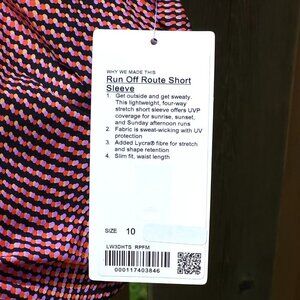 WHY WE MADE THIS
Run Off Route Short
Sleeve
1. Get outside and get sweaty.
This lightweight, four-way
stretch short sleeve offers UVP
coverage for sunrise, sunset,
and Sunday afternoon runs
2. Fabric is sweat-wicking with UV
protection
3. Added Lycra® fibre for stretch
and shape retention
4. Slim fit, waist length
SIZE 10
LW3DHTS RPFM
000117403846